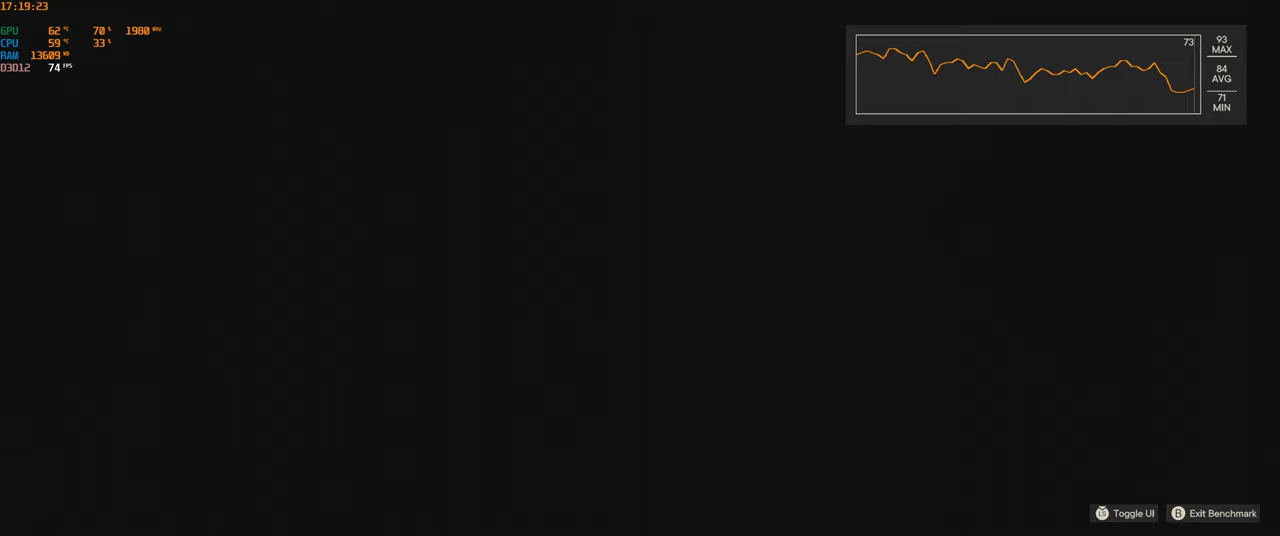 17:19:23
GPU 62 °C 70 % 1980 MHz
CPU 59 °C 33 %
RAM 13609 MB
D3D12 74 FPS
73
93
MAX
84
AVG
71
MIN
LS Toggle UI B Exit Benchmark